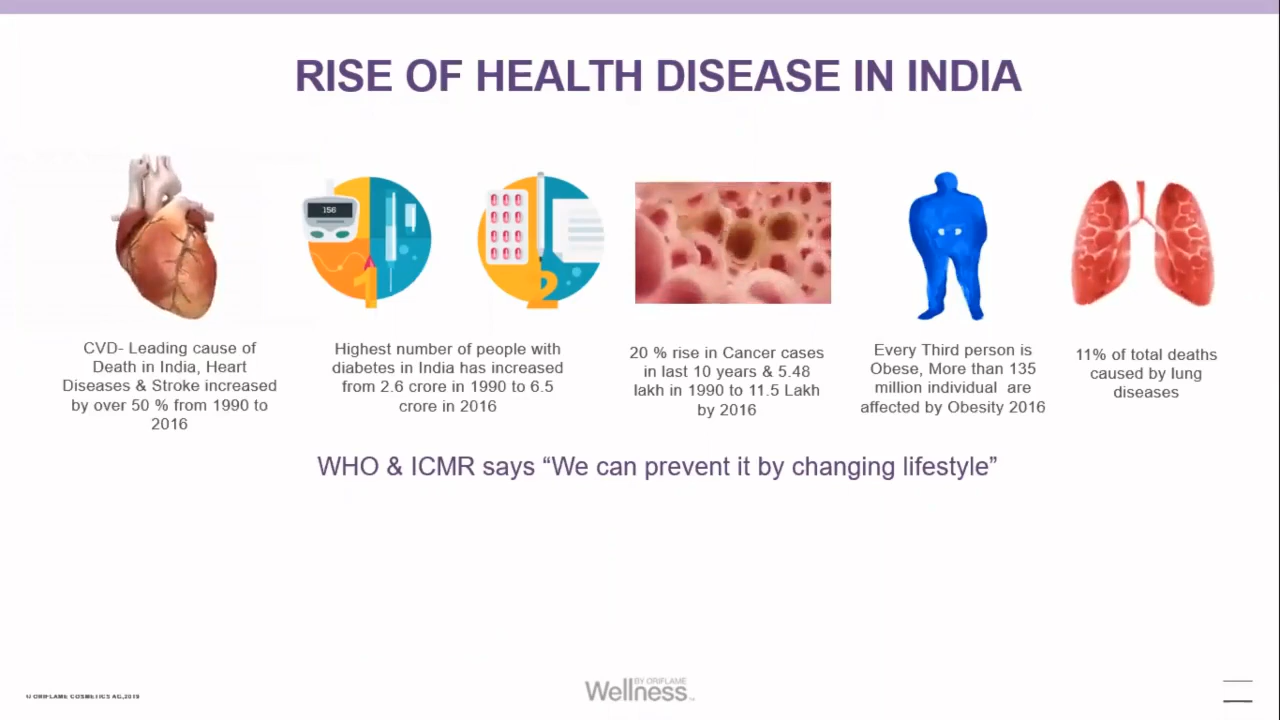 RISE OF HEALTH DISEASE IN INDIA
156
1
2
CVD- Leading cause of
Death in India, Heart
Diseases & Stroke increased
by over 50 % from 1990 to
2016
Highest number of people with
diabetes in India has increased
from 2.6 crore in 1990 to 6.5
crore in 2016
20 % rise in Cancer cases
in last 10 years & 5.48
lakh in 1990 to 11.5 Lakh
by 2016
Every Third person is
Obese, More than 135
million individual are
affected by Obesity 2016
11% of total deaths
caused by lung
diseases
WHO & ICMR says “We can prevent it by changing lifestyle”
© ORIFLAME COSMETICS AG,2019
BY ORIFLAME
Wellness™